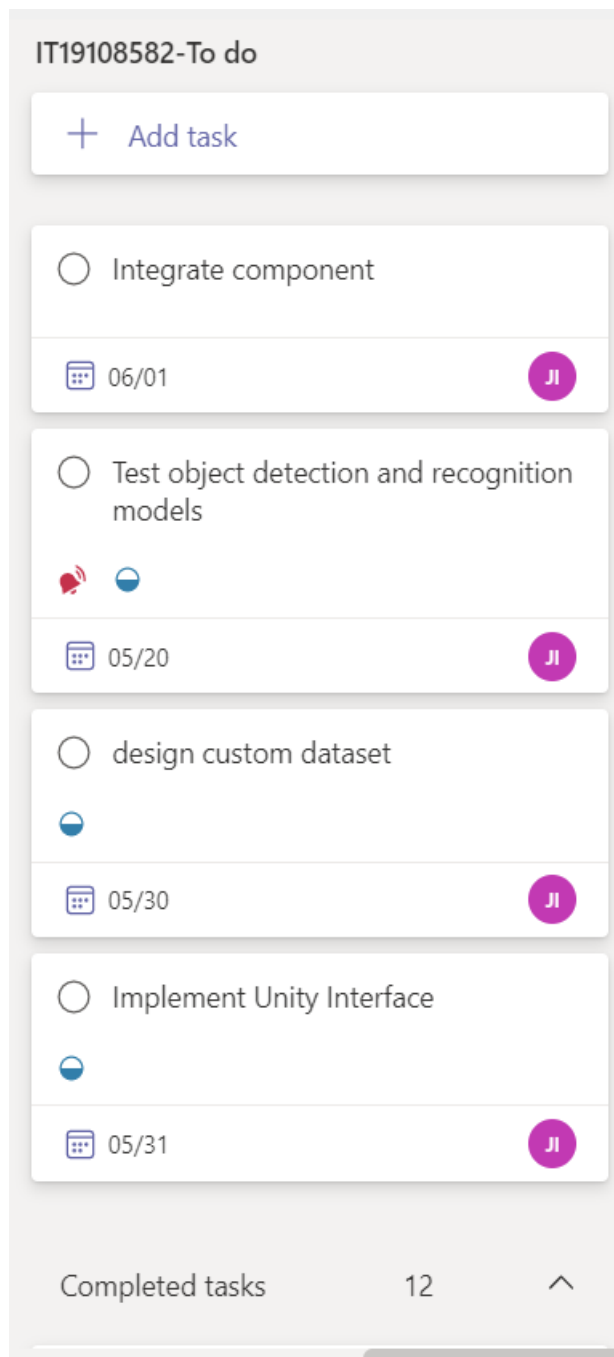 IT19108582-To do
Add task
Integrate component
06/01
JI
Test object detection and recognition
models
05/20
JI
design custom dataset
05/30
JI
Implement Unity Interface
05/31
JI
Completed tasks 12